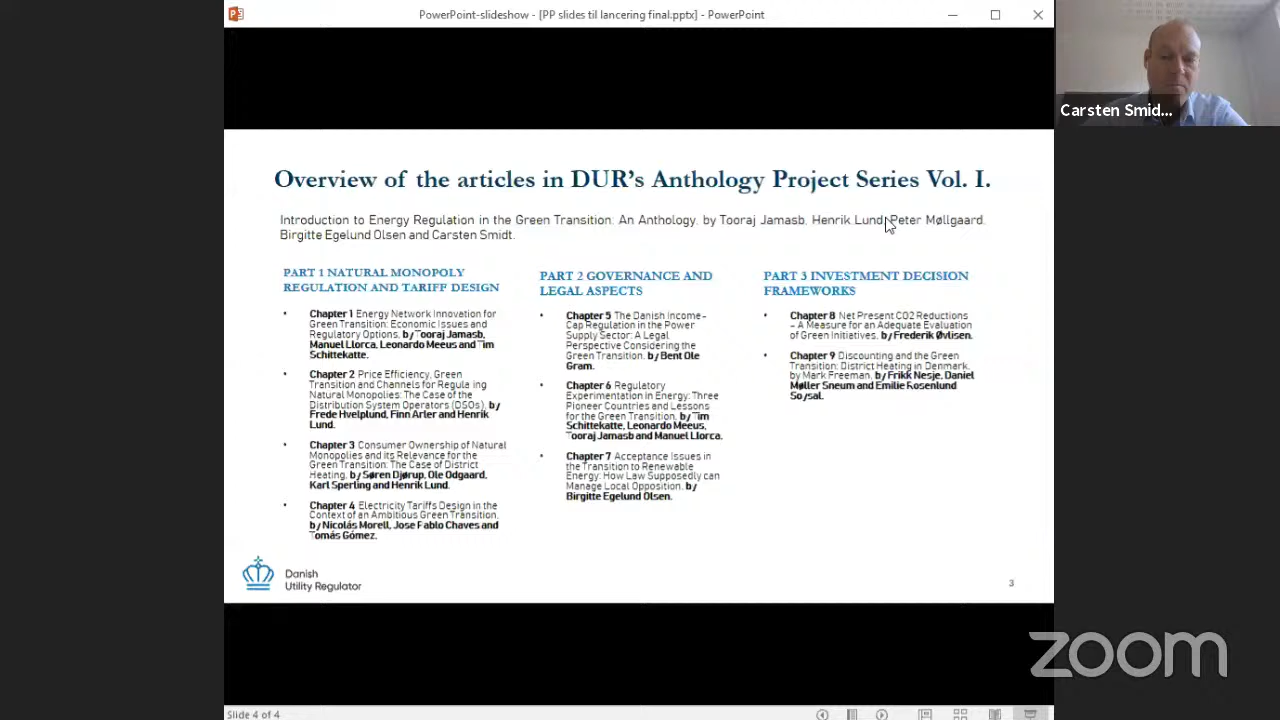 PowerPoint-slideshow - [PP slides til lancering final.pptx] - PowerPoint
Carsten Smid...
Overview of the articles in DUR's Anthology Project Series Vol. I.
Introduction to Energy Regulation in the Green Transition: An Anthology, by Tooraj Jamasb, Henrik Lund, Peter Møllgaard,
Birgitte Egelund Olsen and Carsten Smidt.
PART 1 NATURAL MONOPOLY
REGULATION AND TARIFF DESIGN
• Chapter 1 Energy Network Innovation for
Green Transition: Economic Issues and
Regulatory Options, by Tooraj Jamasb,
Manuel Llorca, Leonardo Meeus and Tim
Schittekatte.
• Chapter 2 Price Efficiency, Green
Transition and Channels for Regulating
Natural Monopolies: The Case of the
Distribution System Operators (DSOs), by
Frede Hvelplund, Finn Arler and Henrik
Lund.
• Chapter 3 Consumer Ownership of Natural
Monopolies and its Relevance for the
Green Transition: The Case of District
Heating, by Søren Djørup, Ole Odgaard,
Karl Sperling and Henrik Lund.
• Chapter 4 Electricity Tariffs Design in the
Context of an Ambitious Green Transition,
by Nicolás Morell, Jose Pablo Chaves and
Tomás Gómez.
PART 2 GOVERNANCE AND
LEGAL ASPECTS
• Chapter 5 The Danish Income-
Cap Regulation in the Power
Supply Sector: A Legal
Perspective Considering the
Green Transition, by Bent Ole
Gram.
• Chapter 6 Regulatory
Experimentation in Energy: Three
Pioneer Countries and Lessons
for the Green Transition, by Tim
Schittekatte, Leonardo Meeus,
Tooraj Jamasb and Manuel Llorca.
• Chapter 7 Acceptance Issues in
the Transition to Renewable
Energy: How Law Supposedly can
Manage Local Opposition, by
Birgitte Egelund Olsen.
PART 3 INVESTMENT DECISION
FRAMEWORKS
• Chapter 8 Net Present CO2 Reductions
– A Measure for an Adequate Evaluation
of Green Initiatives, by Frederik Øvlisen.
• Chapter 9 Discounting and the Green
Transition: District Heating in Denmark,
by Mark Freeman, by Frikk Nesje, Daniel
Møller Sneum and Emilie Rosenlund
Soysal.
Danish
Utility Regulator
3
zoom
Slide 4 of 4